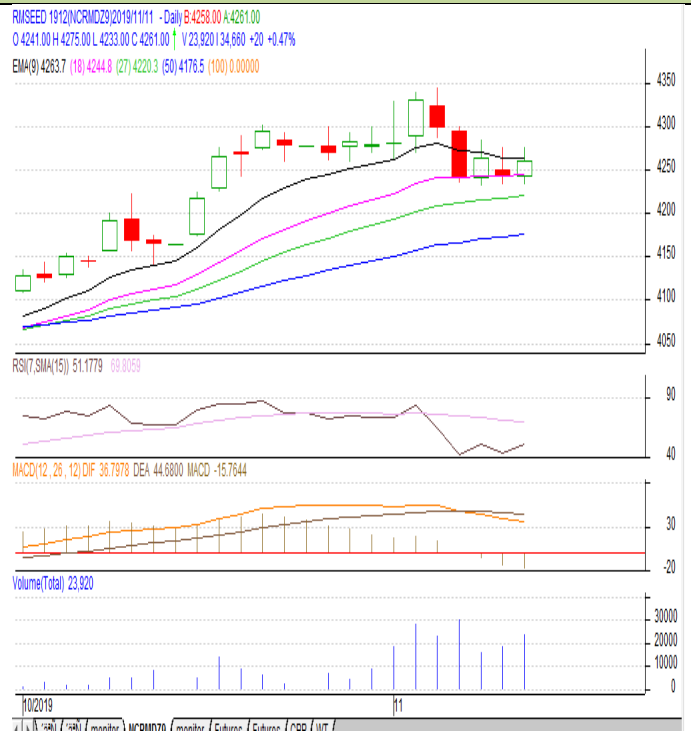 RMSEED 1912(NCRMDZ9)2019/11/11 - Daily B:4258.00 A:4261.00
O 4241.00 H 4275.00 L 4233.00 C 4261.00 V 23,920 I 34,660 +20 +0.47%
EMA(9) 4263.7 (18) 4244.8 (27) 4220.3 (50) 4176.5 (100) 0.00000
4350
4300
4250
4200
4150
4100
4050
RSI(7,SMA(15)) 51.1779 69.8059
90
40
MACD(12 , 26 , 12) DIF 36.7978 DEA 44.6800 MACD -15.7644
30
-20
Volume(Total) 23,920
30000
20000
10000
0
10/2019 11
monitor NCRMDZ9 monitor Futures Futures CBR WT